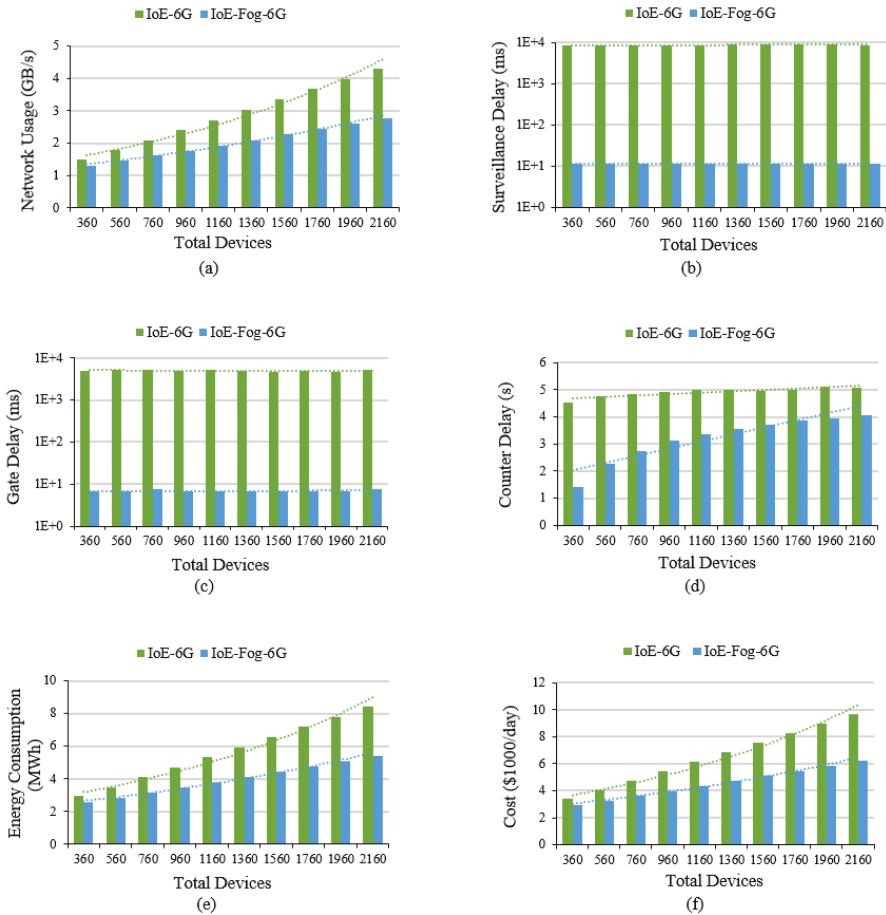 IoE-6G IoE-Fog-6G
Network Usage (GB/s)
5
4
3
2
1
0
360 560 760 960 1160 1360 1560 1760 1960 2160
Total Devices
(a)
IoE-6G IoE-Fog-6G
Surveillance Delay (ms)
1E+4
1E+3
1E+2
1E+1
1E+0
360 560 760 960 1160 1360 1560 1760 1960 2160
Total Devices
(b)
IoE-6G IoE-Fog-6G
Gate Delay (ms)
1E+4
1E+3
1E+2
1E+1
1E+0
360 560 760 960 1160 1360 1560 1760 1960 2160
Total Devices
(c)
IoE-6G IoE-Fog-6G
Counter Delay (s)
6
5
4
3
2
1
0
360 560 760 960 1160 1360 1560 1760 1960 2160
Total Devices
(d)
IoE-6G IoE-Fog-6G
Energy Consumption
(MWh)
10
8
6
4
2
0
360 560 760 960 1160 1360 1560 1760 1960 2160
Total Devices
(e)
IoE-6G IoE-Fog-6G
Cost ($1000/day)
12
10
8
6
4
2
0
360 560 760 960 1160 1360 1560 1760 1960 2160
Total Devices
(f)